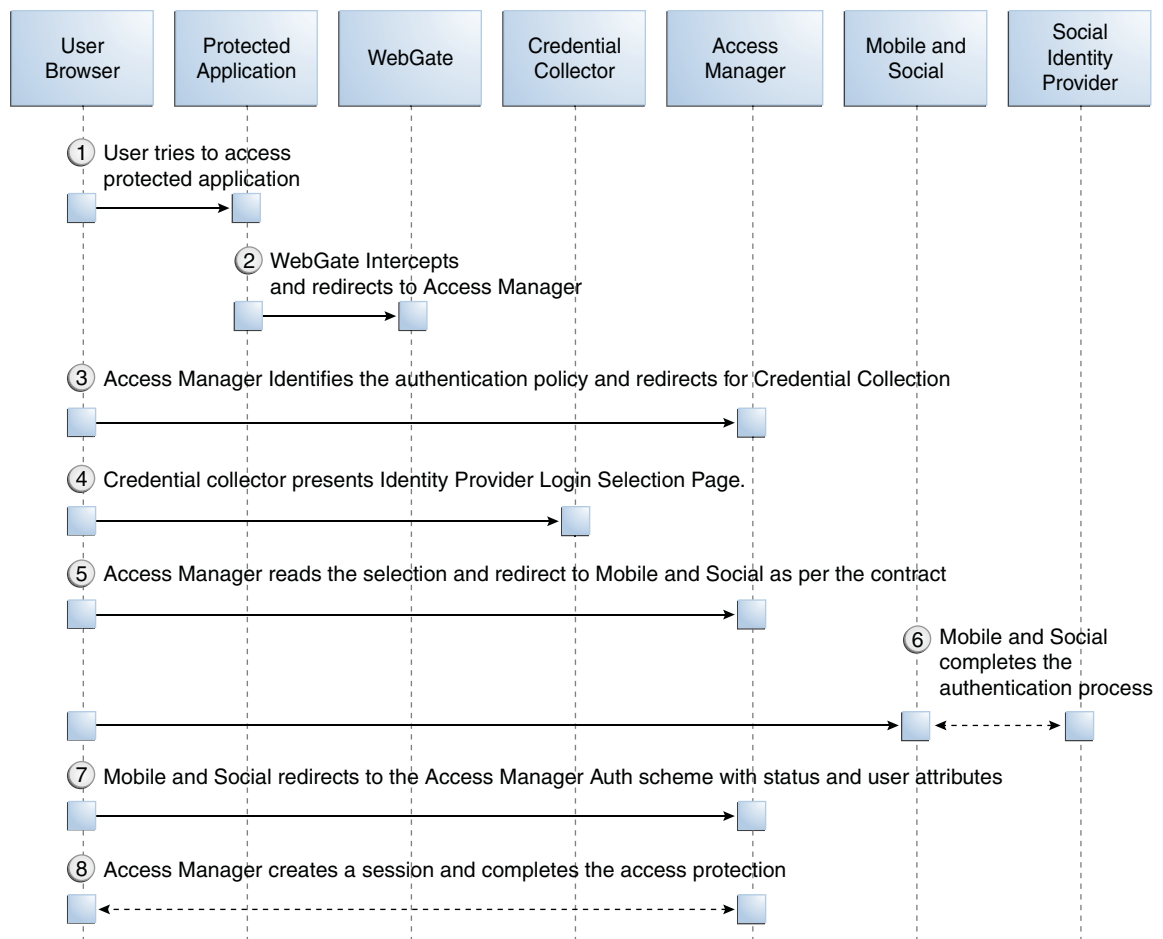 User
Browser
Protected
Application
WebGate
Credential
Collector
Access
Manager
Mobile and
Social
Social
Identity
Provider
1 User tries to access
protected application
2 WebGate Intercepts
and redirects to Access Manager
3 Access Manager Identifies the authentication policy and redirects for Credential Collection
4 Credential collector presents Identity Provider Login Selection Page.
5 Access Manager reads the selection and redirect to Mobile and Social as per the contract
6 Mobile and Social
completes the
authentication process
7 Mobile and Social redirects to the Access Manager Auth scheme with status and user attributes
8 Access Manager creates a session and completes the access protection